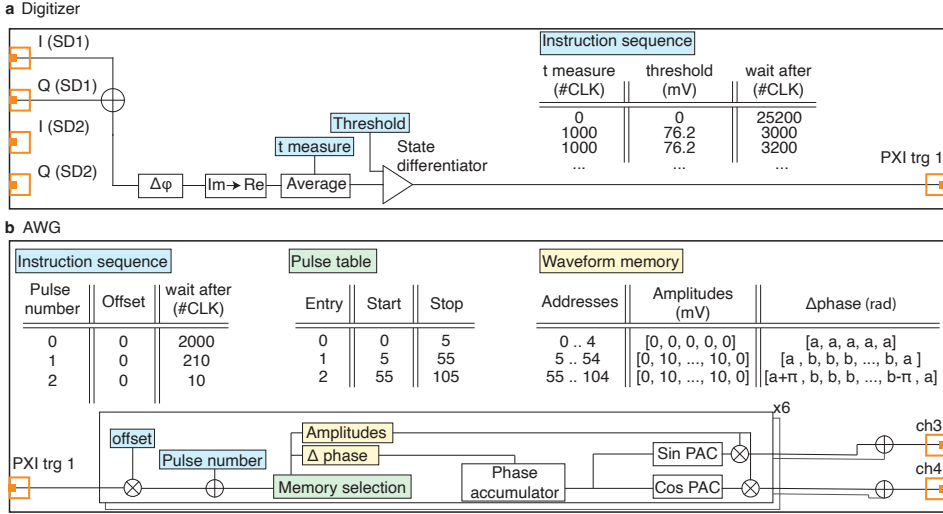 a Digitizer
I (SD1)
Q (SD1)
I (SD2)
Q (SD2)
Δφ
Im→Re
Average
t measure
Threshold
State
differentiator
Instruction sequence
t measure threshold wait after
(#CLK) (mV) (#CLK)
0 0 25200
1000 76.2 3000
1000 76.2 3200
... ... ...
PXI trg 1
b AWG
Instruction sequence
Pulse number Offset wait after (#CLK)
0 0 2000
1 0 210
2 0 10
Pulse table
Entry Start Stop
0 0 5
1 5 55
2 55 105
Waveform memory
Addresses Amplitudes (mV) Δphase (rad)
0 .. 4 [0, 0, 0, 0, 0] [a, a, a, a, a]
5 .. 54 [0, 10, ..., 10, 0] [a , b, b, b, ..., b, a ]
55 .. 104 [0, 10, ..., 10, 0] [a+π , b, b, b, ..., b-π , a]
x6
PXI trg 1
offset
Pulse number
Amplitudes
Δ phase
Memory selection
Phase
accumulator
Sin PAC
Cos PAC
ch3
ch4